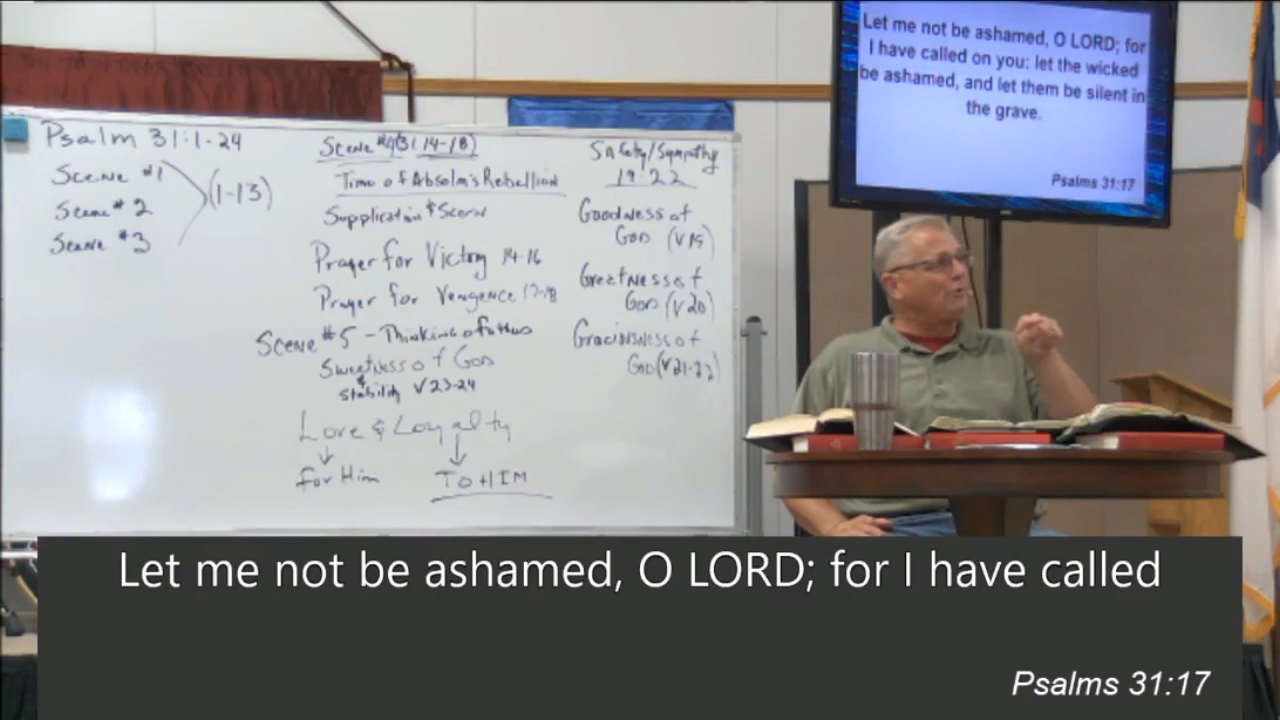 Let me not be ashamed, O LORD; for
I have called on you: let the wicked
be ashamed, and let them be silent in
the grave.
Psalms 31:17
Psalm 31:1-24
Scene #1
Scene #2
Scene #3
(1-13)
Scene #4(31:14-18)
Time of Absolm's Rebellion
Supplication & Scorn
Prayer for Victory 14-16
Prayer for Vengence 17-18
Scene #5 - Thinking of others
Sweetness of God
& Stability V23-24
Love & Loyalty
for Him
To HIM
Safety/Sympathy
19-22
Goodness of
God (V19)
Greatness of
God (V20)
Graciousness of
God (V21-22)
Let me not be ashamed, O LORD; for I have called
Psalms 31:17